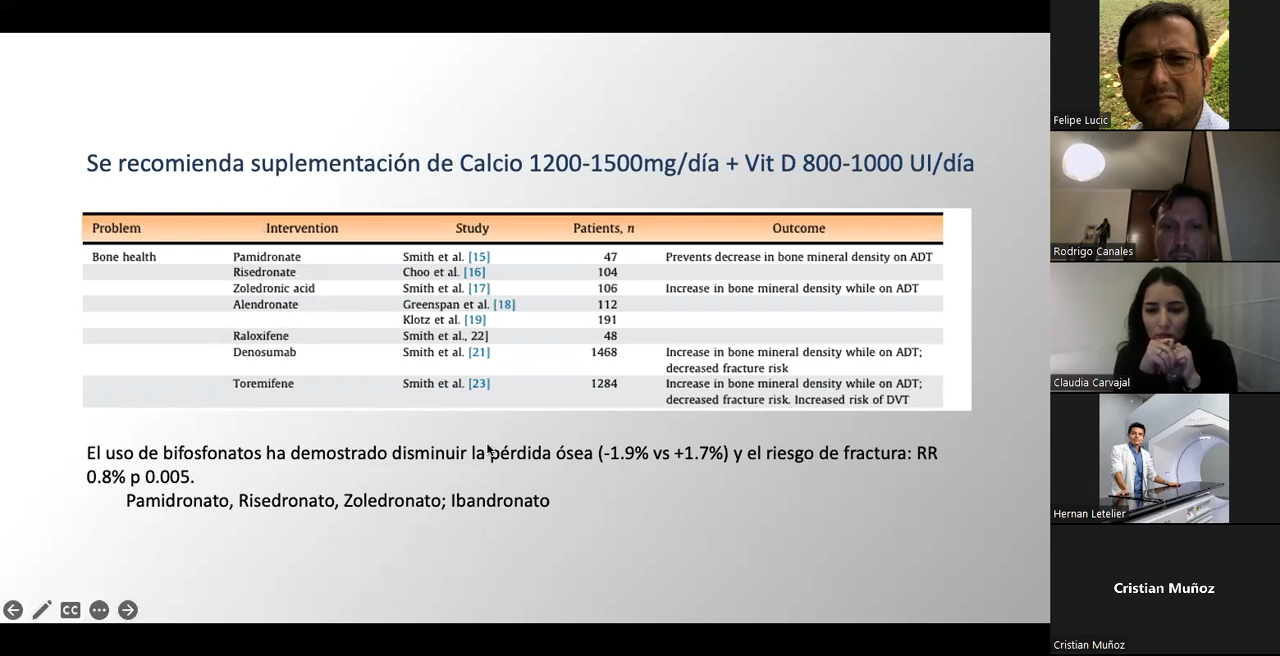 Se recomienda suplementación de Calcio 1200-1500mg/día + Vit D 800-1000 UI/día
Problem Intervention Study Patients, n Outcome
Bone health Pamidronate Smith et al. [15] 47 Prevents decrease in bone mineral density on ADT
Risedronate Choo et al. [16] 104
Zoledronic acid Smith et al. [17] 106 Increase in bone mineral density while on ADT
Alendronate Greenspan et al. [18] 112
Klotz et al. [19] 191
Raloxifene Smith et al., 22] 48
Denosumab Smith et al. [21] 1468 Increase in bone mineral density while on ADT;
decreased fracture risk
Toremifene Smith et al. [23] 1284 Increase in bone mineral density while on ADT;
decreased fracture risk. Increased risk of DVT
El uso de bifosfonatos ha demostrado disminuir la pérdida ósea (-1.9% vs +1.7%) y el riesgo de fractura: RR
0.8% p 0.005.
Pamidronato, Risedronato, Zoledronato; Ibandronato
CC
Felipe Lucic
Rodrigo Canales
Claudia Carvajal
Hernan Letelier
Cristian Muñoz
Cristian Muñoz